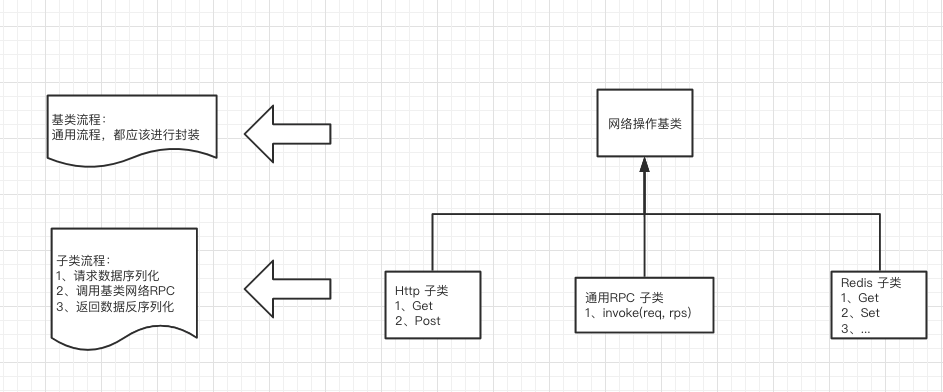 基类流程：
通用流程，都应该进行封装
网络操作基类
子类流程：
1、请求数据序列化
2、调用基类网络RPC
3、返回数据反序列化
Http 子类
1、Get
2、Post
通用RPC 子类
1、invoke(req, rps)
Redis 子类
1、Get
2、Set
3、...